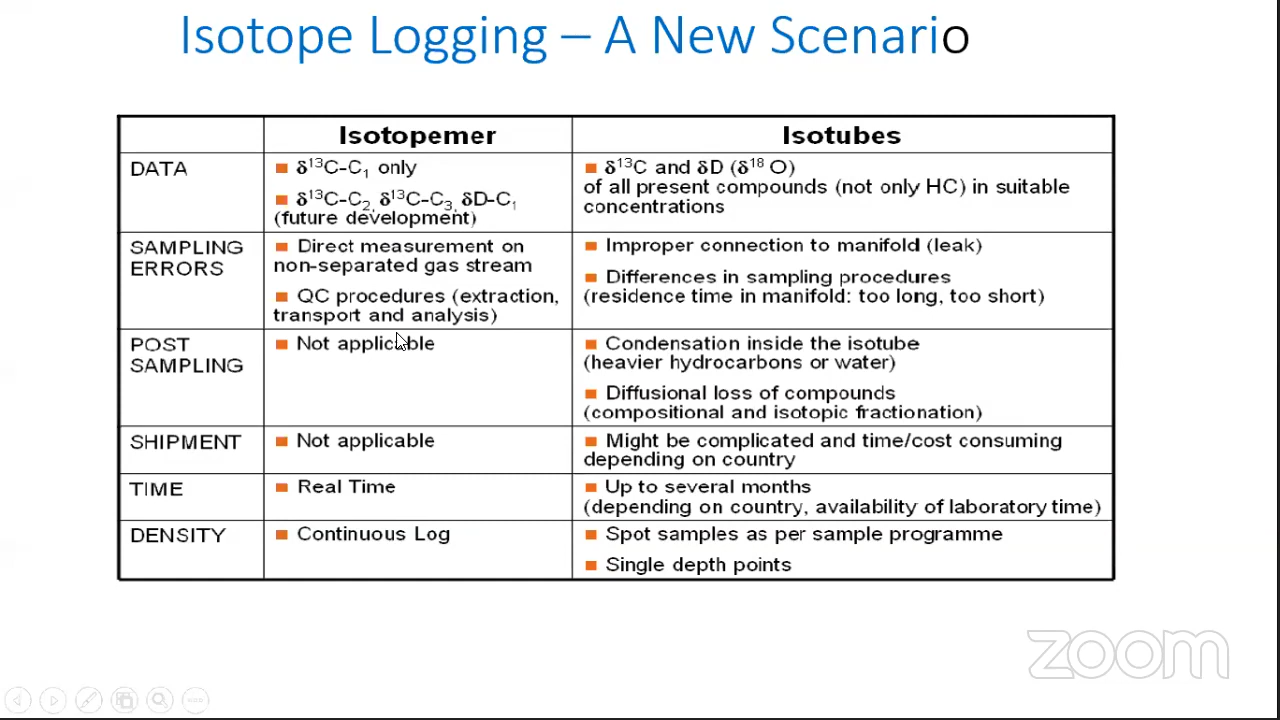 Isotope Logging – A New Scenario
Isotopemer
Isotubes
DATA
■ δ¹³C-C₁ only
■ δ¹³C-C₂, δ¹³C-C₃, δD-C₁
(future development)
■ δ¹³C and δD (δ¹⁸ O)
of all present compounds (not only HC) in suitable
concentrations
SAMPLING
ERRORS
■ Direct measurement on
non-separated gas stream
■ QC procedures (extraction,
transport and analysis)
■ Improper connection to manifold (leak)
■ Differences in sampling procedures
(residence time in manifold: too long, too short)
POST
SAMPLING
■ Not applicable
■ Condensation inside the isotube
(heavier hydrocarbons or water)
■ Diffusional loss of compounds
(compositional and isotopic fractionation)
SHIPMENT
■ Not applicable
■ Might be complicated and time/cost consuming
depending on country
TIME
■ Real Time
■ Up to several months
(depending on country, availability of laboratory time)
DENSITY
■ Continuous Log
■ Spot samples as per sample programme
■ Single depth points
zoom